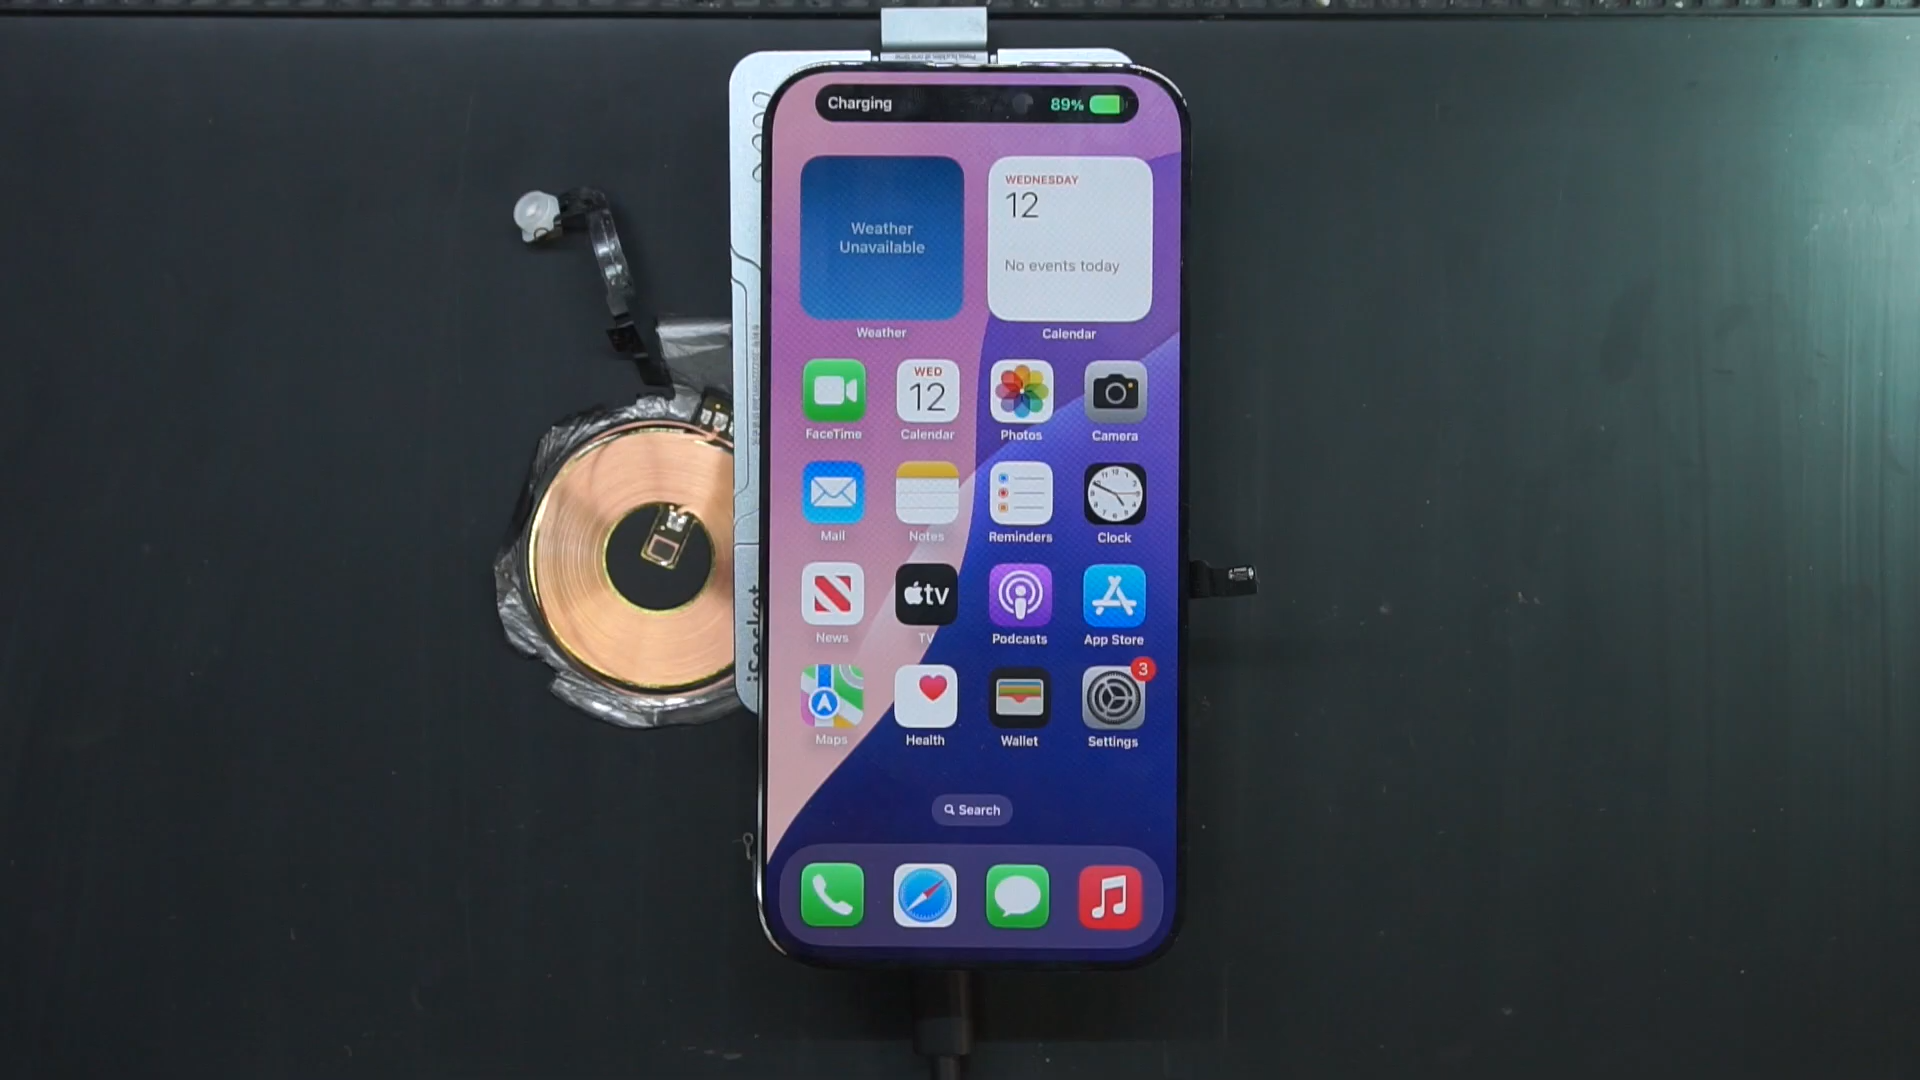 Charging
89%
Weather
Unavailable
Weather
WEDNESDAY
12
No events today
Calendar
FaceTime
WED
12
Calendar
Photos
Camera
Mail
Notes
Reminders
Clock
News
tv
TV
Podcasts
App Store
Maps
Health
Wallet
3
Settings
Search
iSocket